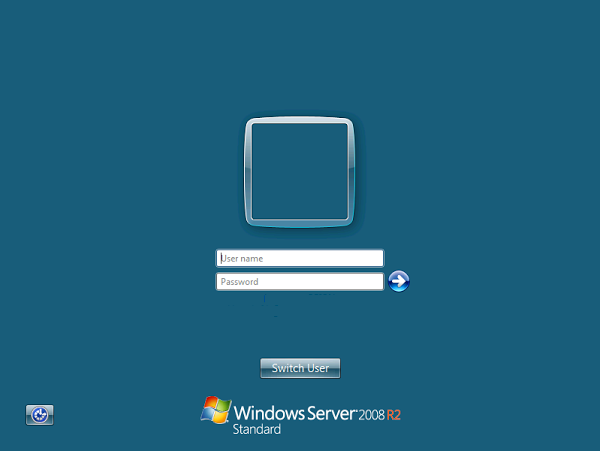 User name
Password
Switch User
Windows Server 2008 R2
Standard